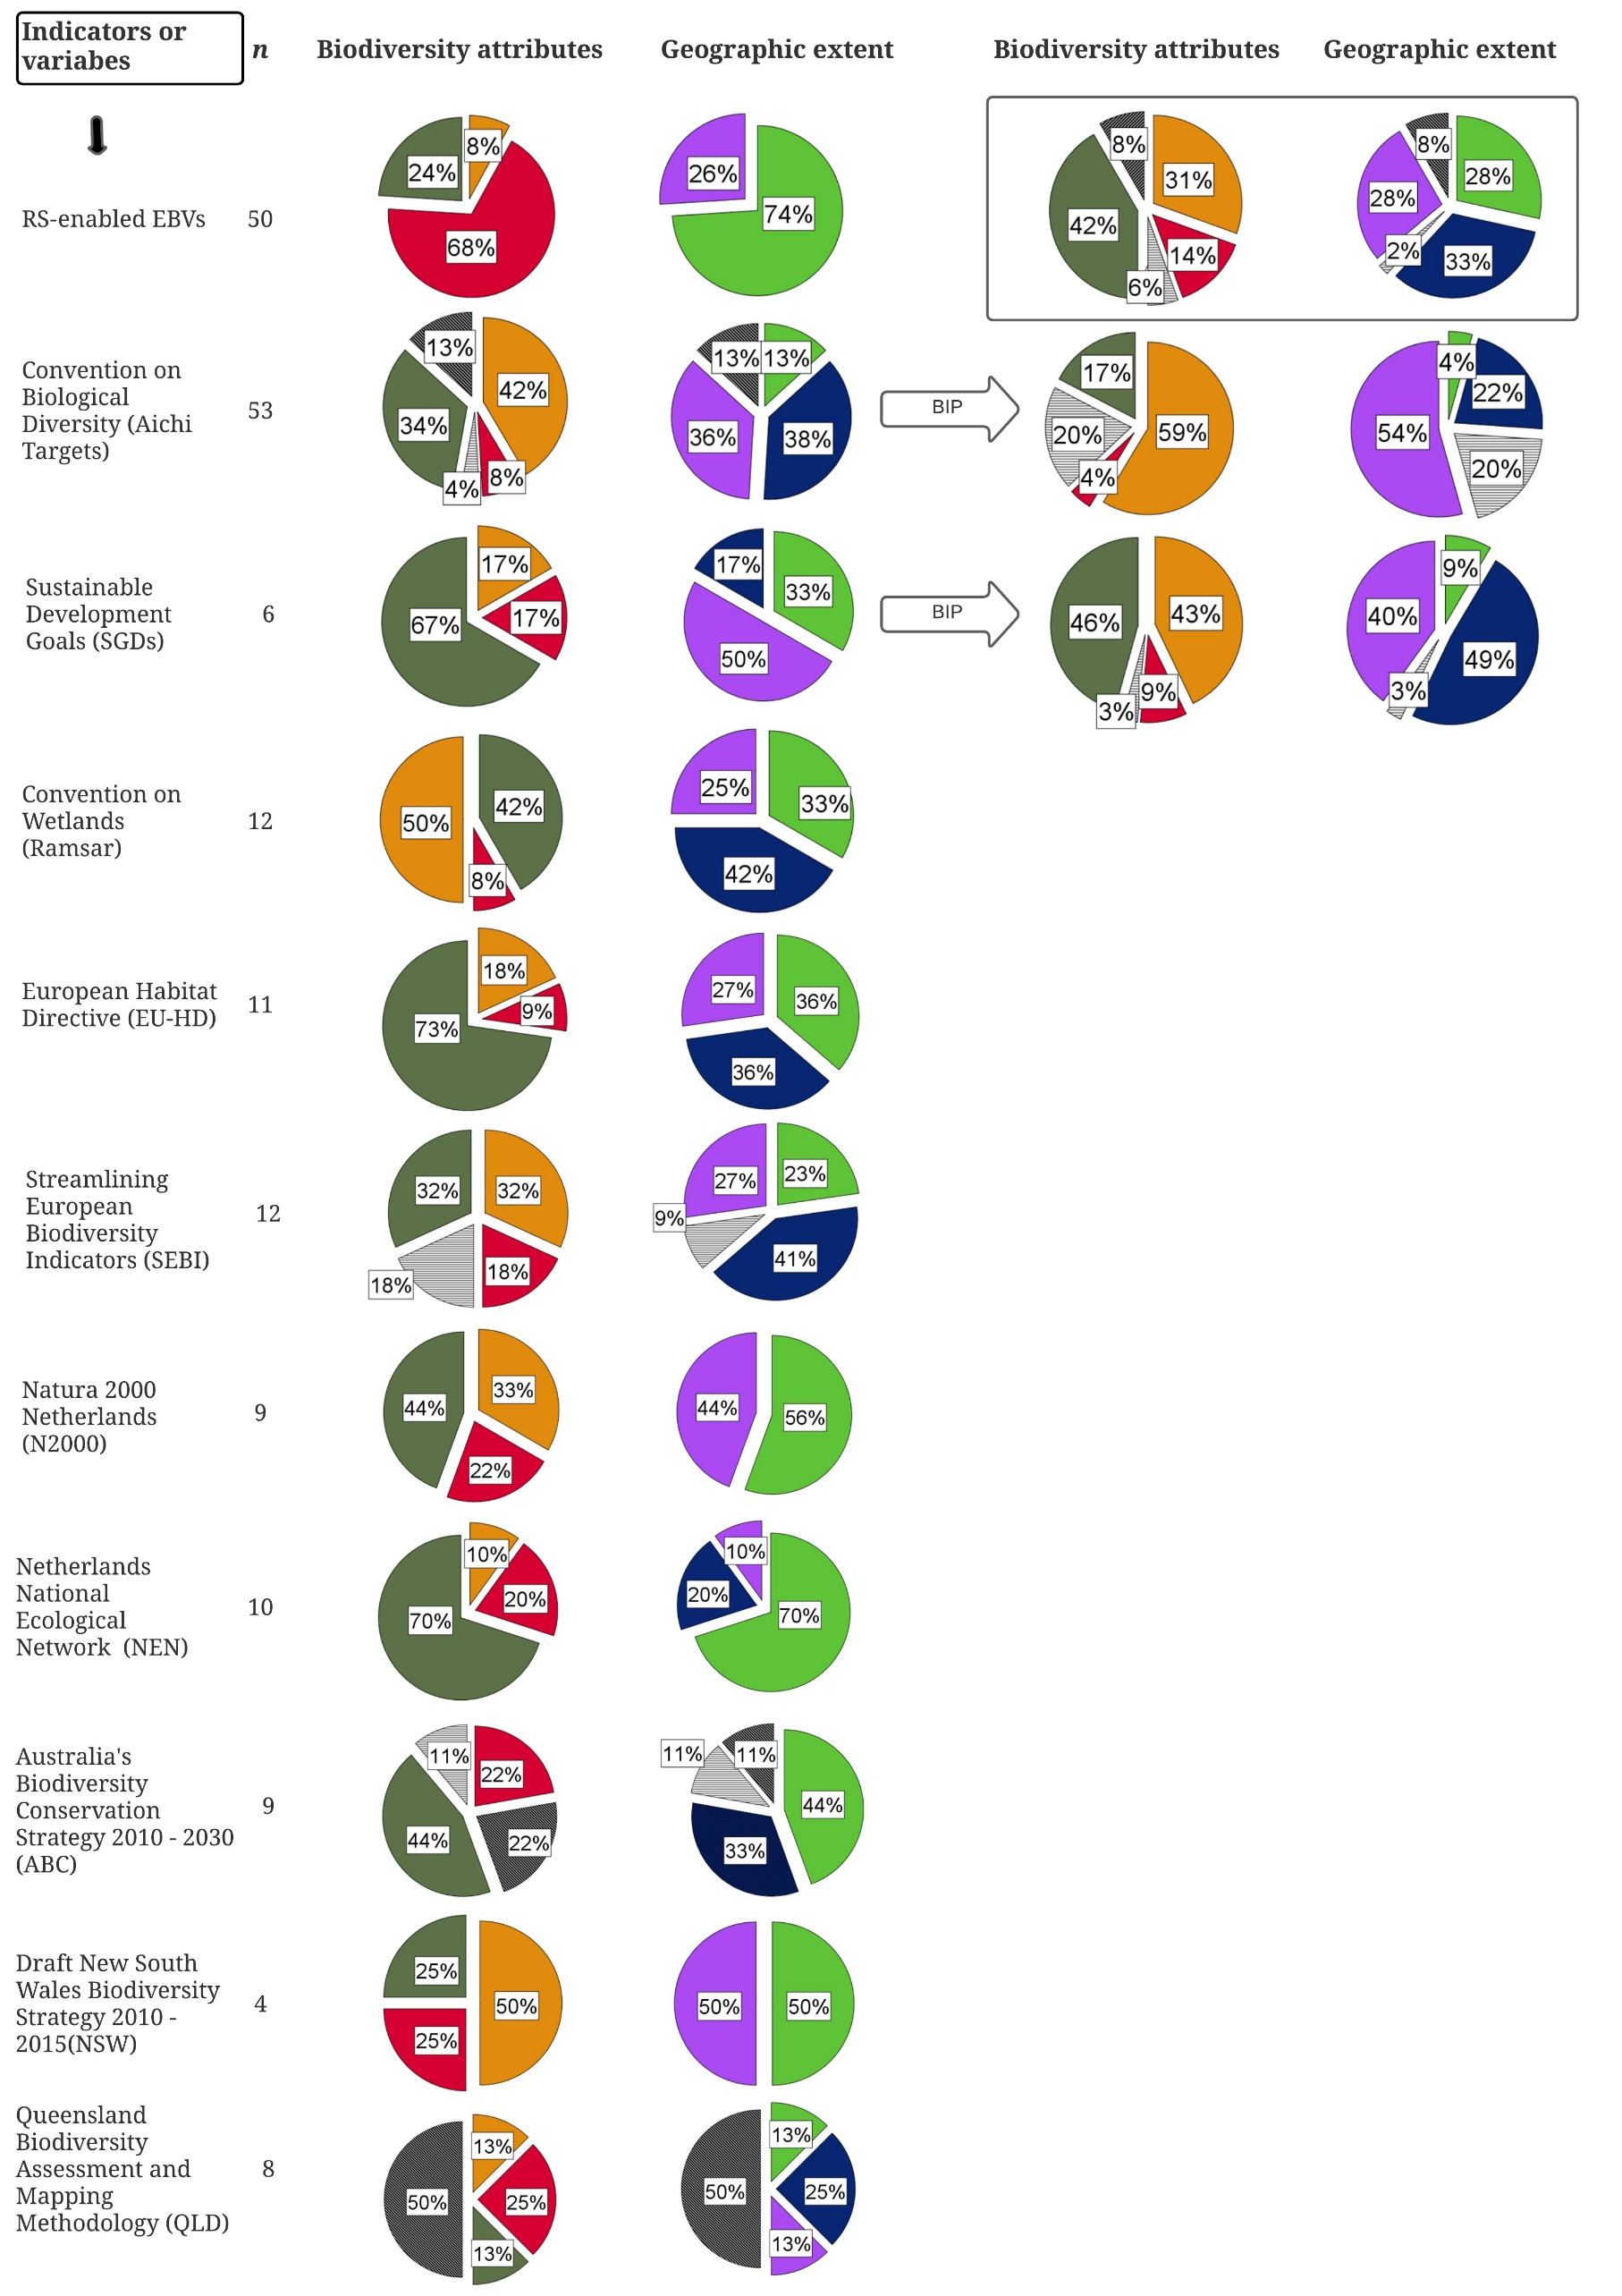 Indicators or
variabes
n
Biodiversity attributes
Geographic extent
Biodiversity attributes
Geographic extent
RS-enabled EBVs
50
8%
24%
68%
26%
74%
8%
31%
42%
14%
6%
8%
28%
28%
2%
33%
Convention on
Biological
Diversity (Aichi
Targets)
53
13%
42%
34%
8%
4%
13%
13%
36%
38%
BIP
17%
20%
59%
4%
4%
22%
54%
20%
Sustainable
Development
Goals (SGDs)
6
17%
17%
67%
17%
33%
50%
BIP
46%
43%
9%
3%
9%
40%
49%
3%
Convention on
Wetlands
(Ramsar)
12
50%
42%
8%
25%
33%
42%
European Habitat
Directive (EU-HD)
11
18%
9%
73%
27%
36%
36%
Streamlining
European
Biodiversity
Indicators (SEBI)
12
32%
32%
18%
18%
27%
23%
9%
41%
Natura 2000
Netherlands
(N2000)
9
44%
33%
22%
44%
56%
Netherlands
National
Ecological
Network (NEN)
10
10%
20%
70%
10%
20%
70%
Australia's
Biodiversity
Conservation
Strategy 2010 - 2030
(ABC)
9
11%
22%
44%
22%
11%
11%
44%
33%
Draft New South
Wales Biodiversity
Strategy 2010 -
2015(NSW)
4
25%
50%
25%
50%
50%
Queensland
Biodiversity
Assessment and
Mapping
Methodology (QLD)
8
13%
50%
25%
13%
13%
50%
25%
13%